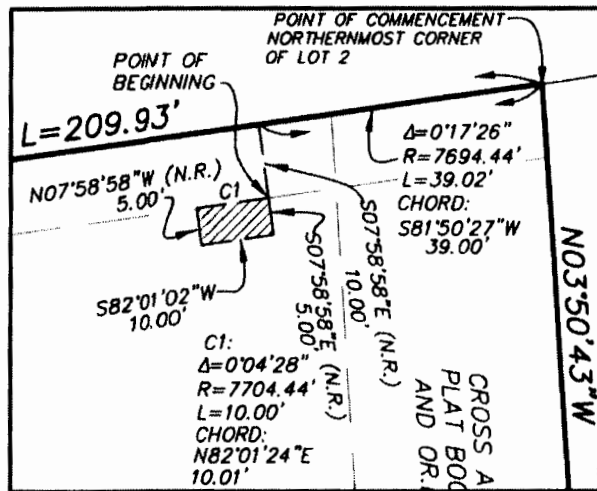 POINT OF COMMENCEMENT
NORTHERNMOST CORNER
OF LOT 2
POINT OF
BEGINNING
L=209.93'
Δ=0°17'26"
R=7694.44'
L=39.02'
CHORD:
S81°50'27"W
39.00'
N07°58'58"W (N.R.)
5.00'
C1
S82°01'02"W
10.00'
S07°58'58"E (N.R.)
5.00'
S07°58'58"E (N.R.)
10.00'
N03°50'43"W
C1:
Δ=0°04'28"
R=7704.44'
L=10.00'
CHORD:
N82°01'24"E
10.01'
CROSS A
PLAT BOO
AND OR.